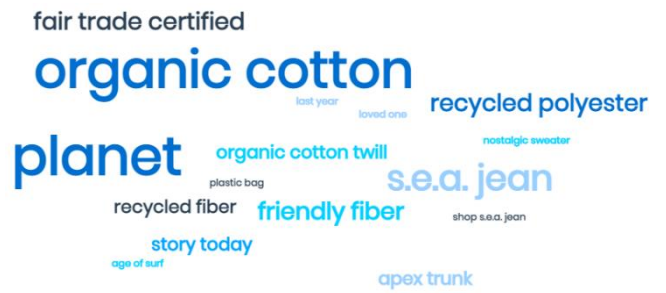 fair trade certified
organic cotton
last year
recycled polyester
loved one
nostalgic sweater
planet
organic cotton twill
plastic bag
s.e.a. jean
recycled fiber
friendly fiber
shop s.e.a. jean
story today
age of surf
apex trunk